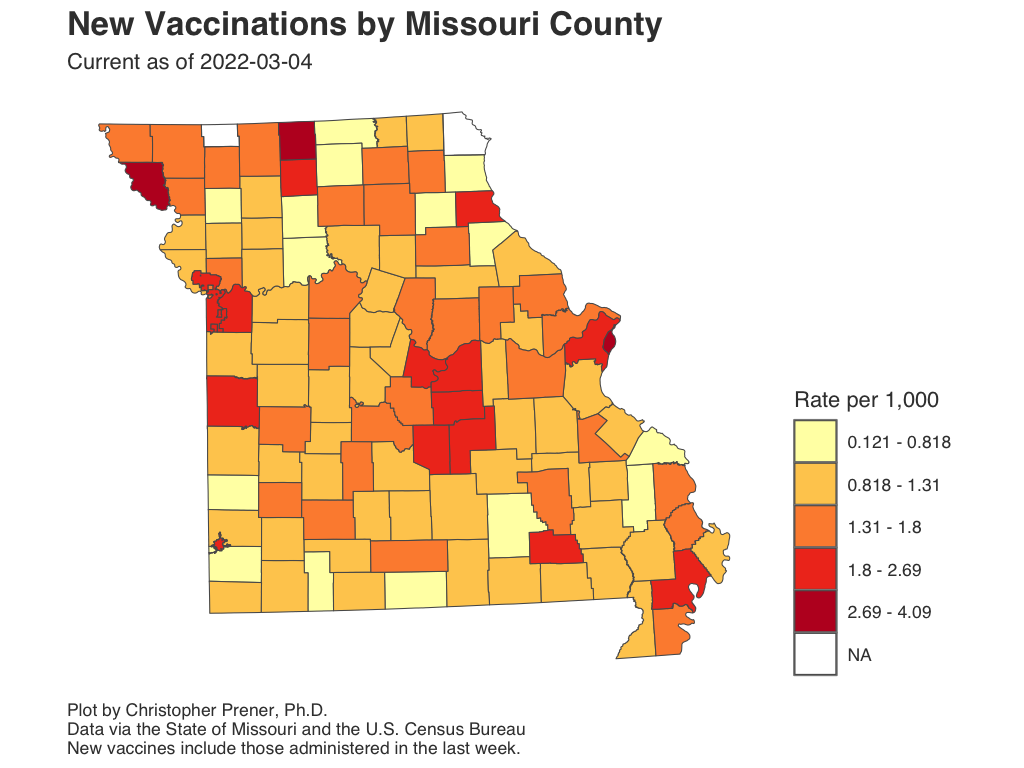 New Vaccinations by Missouri County
Current as of 2022-03-04
Rate per 1,000
0.121 - 0.818
0.818 - 1.31
1.31 - 1.8
1.8 - 2.69
2.69 - 4.09
NA
Plot by Christopher Prener, Ph.D.
Data via the State of Missouri and the U.S. Census Bureau
New vaccines include those administered in the last week.